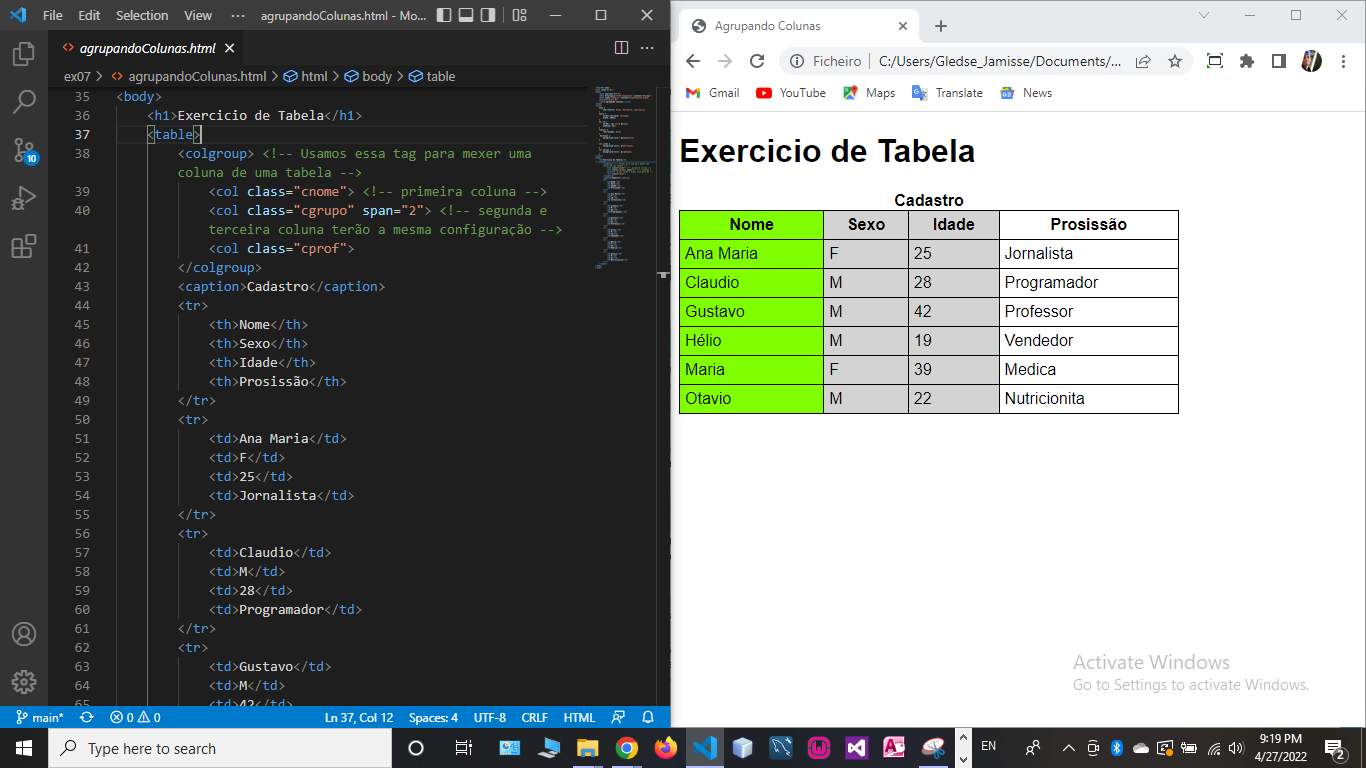 File Edit Selection View ··· agrupandoColunas.html - Mo...
agrupandoColunas.html
ex07 > agrupandoColunas.html > html > body > table
35 <body>
36 <h1>Exercicio de Tabela</h1>
37 <table>
38 <colgroup> <!-- Usamos essa tag para mexer uma
coluna de uma tabela -->
39 <col class="cnome"> <!-- primeira coluna -->
40 <col class="cgrupo" span="2"> <!-- segunda e
terceira coluna terão a mesma configuração -->
41 <col class="cprof">
42 </colgroup>
43 <caption>Cadastro</caption>
44 <tr>
45 <th>Nome</th>
46 <th>Sexo</th>
47 <th>Idade</th>
48 <th>Prosissão</th>
49 </tr>
50 <tr>
51 <td>Ana Maria</td>
52 <td>F</td>
53 <td>25</td>
54 <td>Jornalista</td>
55 </tr>
56 <tr>
57 <td>Claudio</td>
58 <td>M</td>
59 <td>28</td>
60 <td>Programador</td>
61 </tr>
62 <tr>
63 <td>Gustavo</td>
64 <td>M</td>
65 <td>42</td>
10
main* 0 0 Ln 37, Col 12 Spaces: 4 UTF-8 CRLF HTML
Agrupando Colunas
Ficheiro | C:/Users/Gledse_Jamisse/Documents/...
Gmail YouTube Maps Translate News
Exercicio de Tabela
Cadastro
Nome Sexo Idade Prosissão
Ana Maria F 25 Jornalista
Claudio M 28 Programador
Gustavo M 42 Professor
Hélio M 19 Vendedor
Maria F 39 Medica
Otavio M 22 Nutricionita
Activate Windows
Go to Settings to activate Windows.
Type here to search
EN
9:19 PM
4/27/2022
2